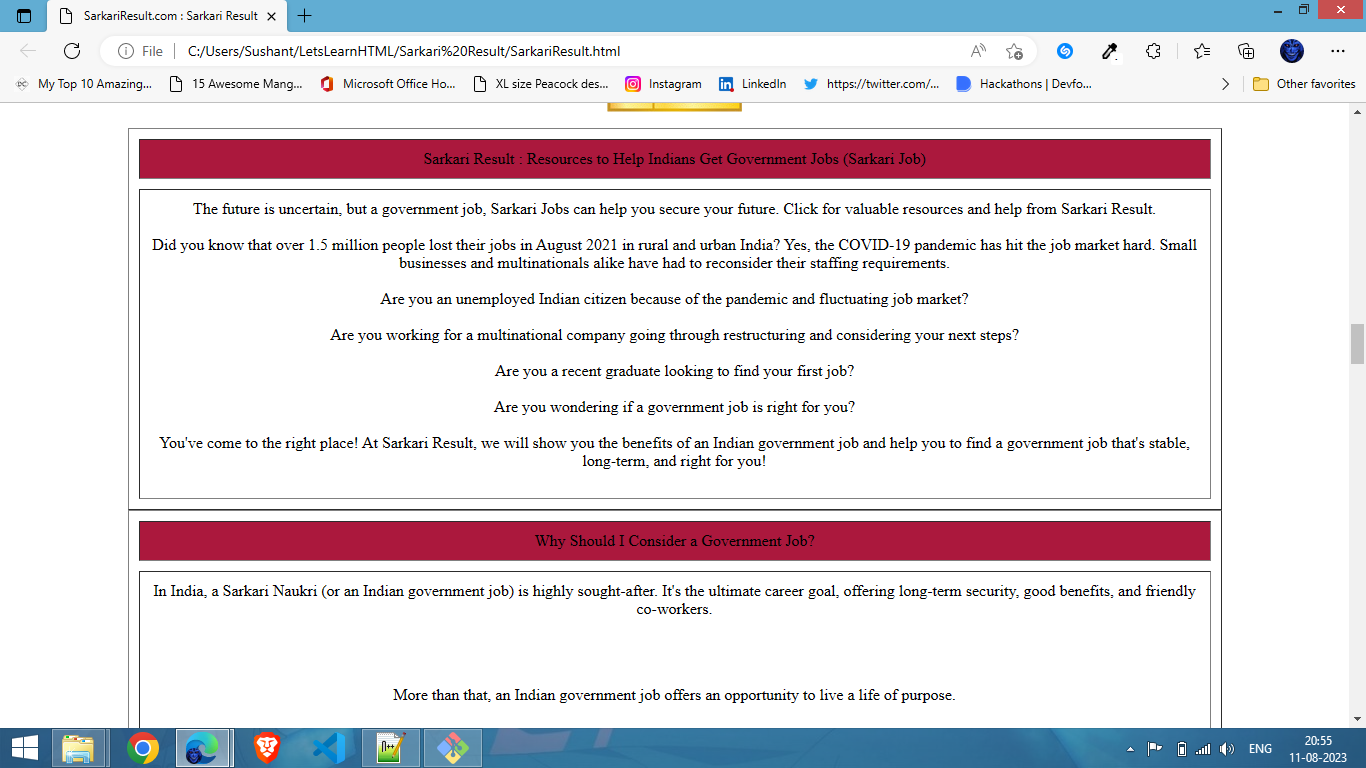 SarkariResult.com : Sarkari Result
File
C:/Users/Sushant/LetsLearnHTML/Sarkari%20Result/SarkariResult.html
My Top 10 Amazing...
15 Awesome Mang...
Microsoft Office Ho...
XL size Peacock des...
Instagram
LinkedIn
https://twitter.com/...
Hackathons | Devfo...
Other favorites
Sarkari Result : Resources to Help Indians Get Government Jobs (Sarkari Job)
The future is uncertain, but a government job, Sarkari Jobs can help you secure your future. Click for valuable resources and help from Sarkari Result.
Did you know that over 1.5 million people lost their jobs in August 2021 in rural and urban India? Yes, the COVID-19 pandemic has hit the job market hard. Small
businesses and multinationals alike have had to reconsider their staffing requirements.
Are you an unemployed Indian citizen because of the pandemic and fluctuating job market?
Are you working for a multinational company going through restructuring and considering your next steps?
Are you a recent graduate looking to find your first job?
Are you wondering if a government job is right for you?
You've come to the right place! At Sarkari Result, we will show you the benefits of an Indian government job and help you to find a government job that's stable,
long-term, and right for you!
Why Should I Consider a Government Job?
In India, a Sarkari Naukri (or an Indian government job) is highly sought-after. It's the ultimate career goal, offering long-term security, good benefits, and friendly
co-workers.
More than that, an Indian government job offers an opportunity to live a life of purpose.
ENG
20:55
11-08-2023